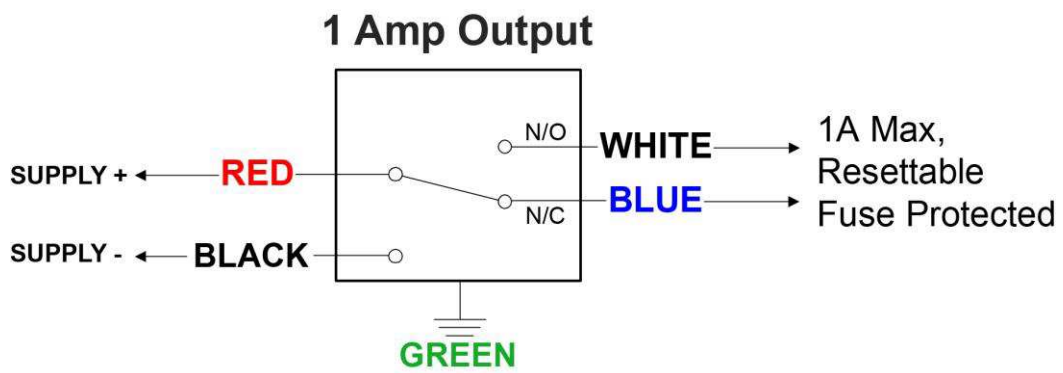 1 Amp Output
N/O
WHITE
1A Max,
Resettable
Fuse Protected
SUPPLY +
RED
N/C
BLUE
SUPPLY -
BLACK
GREEN